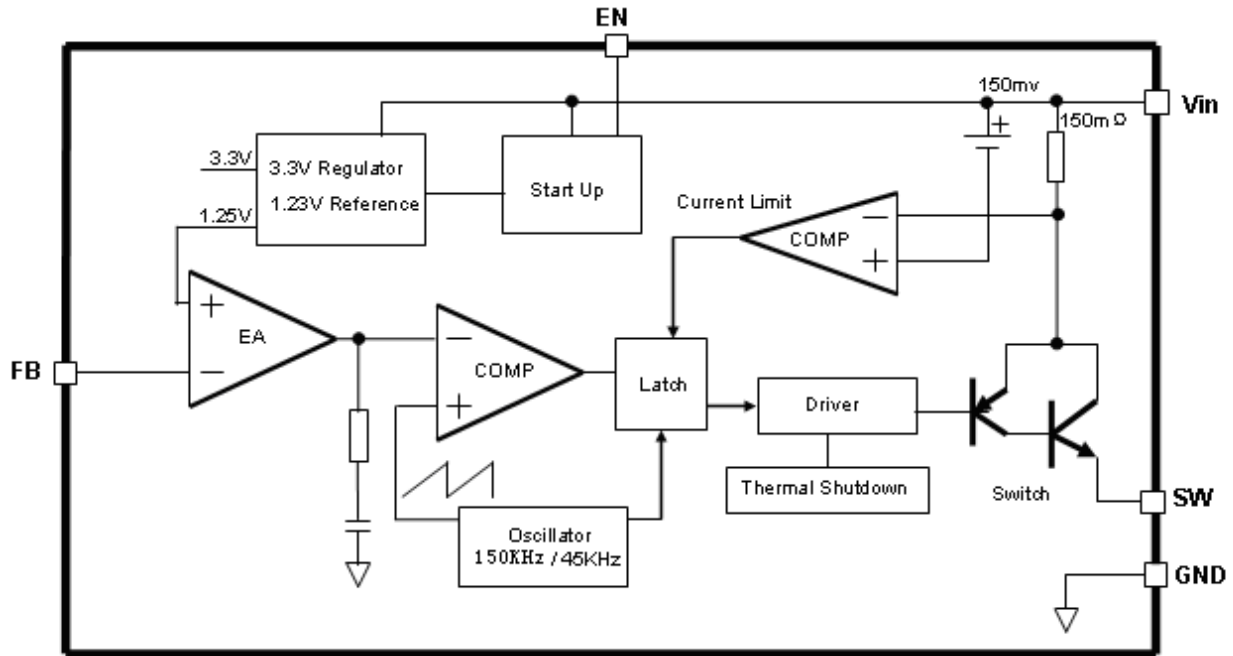 EN
150mv
Vin
+
150mΩ
3.3V
3.3V Regulator
1.23V Reference
Start Up
1.25V
Current Limit
COMP
−
+
+
EA
−
FB
−
COMP
+
Latch
Driver
Thermal Shutdown
Switch
SW
Oscillator
150KHz / 45KHz
GND